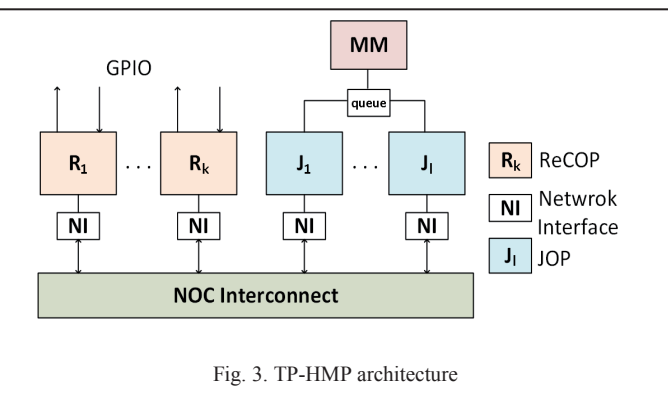 MM
GPIO
queue
R1 . . . Rk J1 . . . Jl
Rk ReCOP
NI NI NI NI
NI Netwrok
Interface
Jl JOP
NOC Interconnect
Fig. 3. TP-HMP architecture